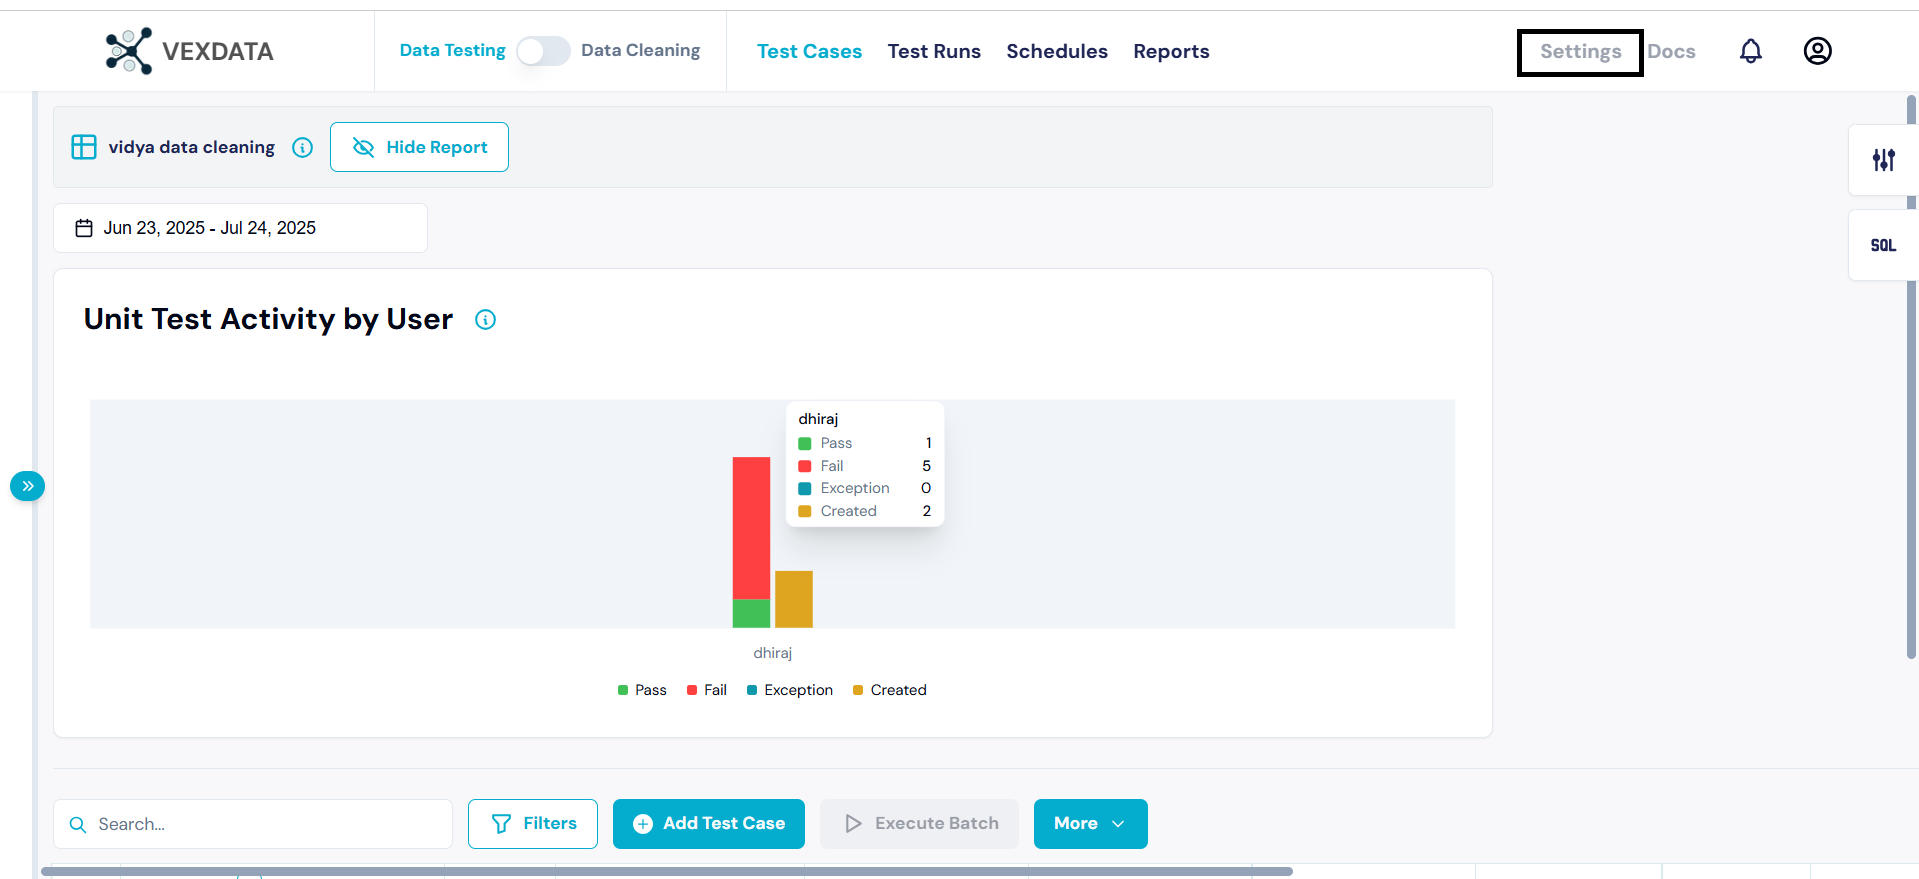 VEXDATA
Data Testing Data Cleaning
Test Cases Test Runs Schedules Reports
Settings Docs
vidya data cleaning Hide Report
Jun 23, 2025 - Jul 24, 2025
SQL
Unit Test Activity by User
dhiraj
Pass 1
Fail 5
Exception 0
Created 2
dhiraj
Pass Fail Exception Created
Search... Filters Add Test Case Execute Batch More